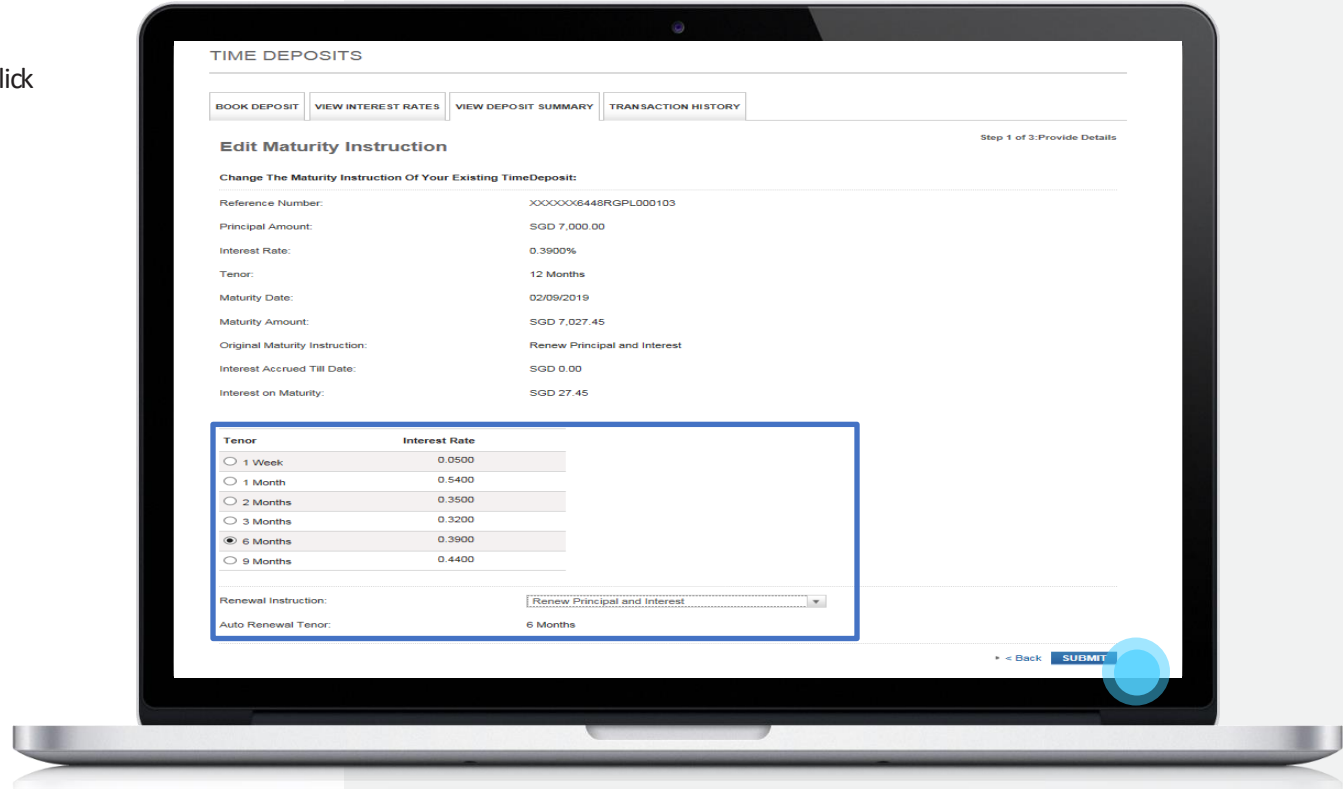 lick
TIME DEPOSITS
BOOK DEPOSIT VIEW INTEREST RATES VIEW DEPOSIT SUMMARY TRANSACTION HISTORY
Step 1 of 3:Provide Details
Edit Maturity Instruction
Change The Maturity Instruction Of Your Existing TimeDeposit:
Reference Number: XXXXXX6448RGPL000103
Principal Amount: SGD 7,000.00
Interest Rate: 0.3900%
Tenor: 12 Months
Maturity Date: 02/09/2019
Maturity Amount: SGD 7,027.45
Original Maturity Instruction: Renew Principal and Interest
Interest Accrued Till Date: SGD 0.00
Interest on Maturity: SGD 27.45
Tenor Interest Rate
1 Week 0.0500
1 Month 0.5400
2 Months 0.3500
3 Months 0.3200
6 Months 0.3900
9 Months 0.4400
Renewal Instruction: Renew Principal and Interest
Auto Renewal Tenor: 6 Months
< Back SUBMIT